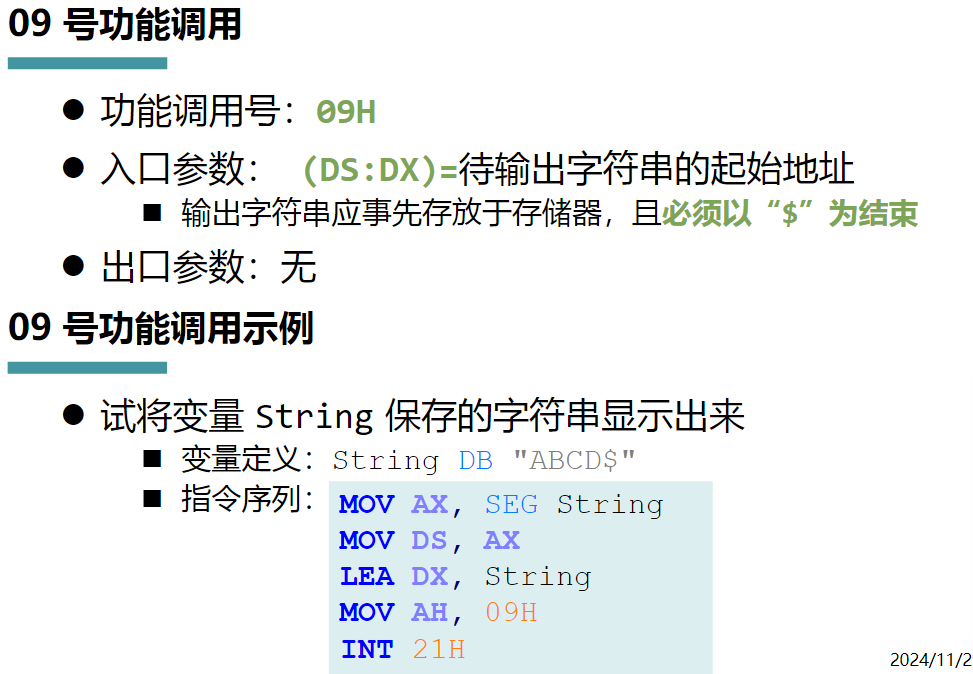 09 号功能调用
● 功能调用号：09H
● 入口参数： (DS:DX)=待输出字符串的起始地址
■ 输出字符串应事先存放于存储器，且必须以“$”为结束
● 出口参数：无
09 号功能调用示例
● 试将变量 String 保存的字符串显示出来
■ 变量定义：String DB "ABCD$"
■ 指令序列：
MOV AX, SEG String
MOV DS, AX
LEA DX, String
MOV AH, 09H
INT 21H
2024/11/2